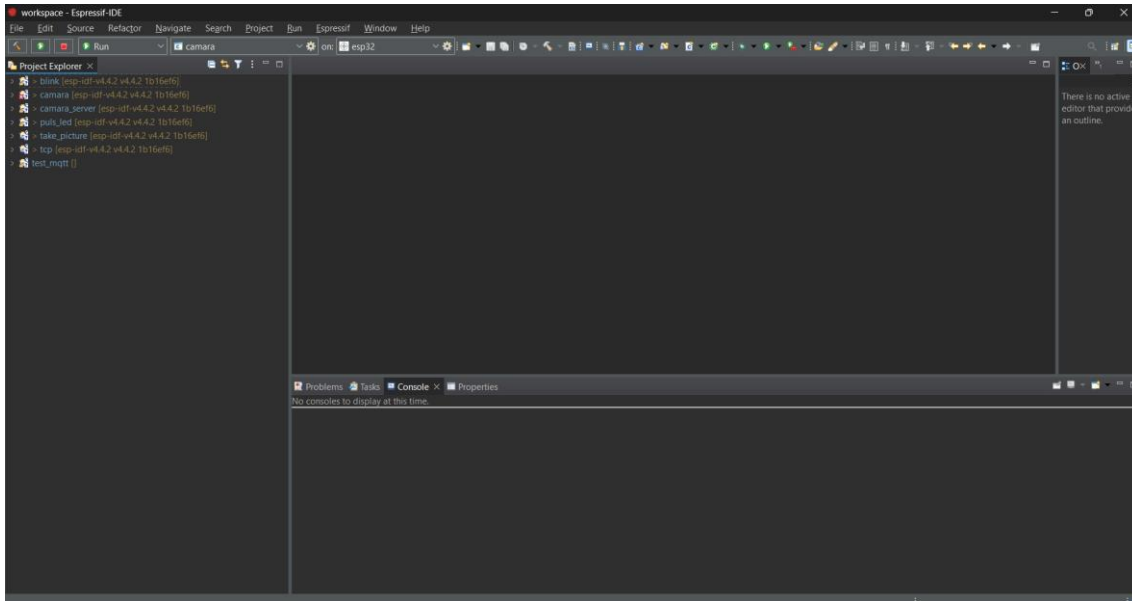 workspace - Espressif-IDE
File Edit Source Refactor Navigate Search Project Run Espressif Window Help
Run camara on: esp32
Project Explorer
> blink [esp-idf-v4.4.2 v4.4.2 1b16ef6]
> camara [esp-idf-v4.4.2 v4.4.2 1b16ef6]
> camara_server [esp-idf-v4.4.2 v4.4.2 1b16ef6]
> puls_led [esp-idf-v4.4.2 v4.4.2 1b16ef6]
> take_picture [esp-idf-v4.4.2 v4.4.2 1b16ef6]
> tcp [esp-idf-v4.4.2 v4.4.2 1b16ef6]
test_mqtt []
O
There is no active
editor that provid
an outline.
Problems Tasks Console Properties
No consoles to display at this time.